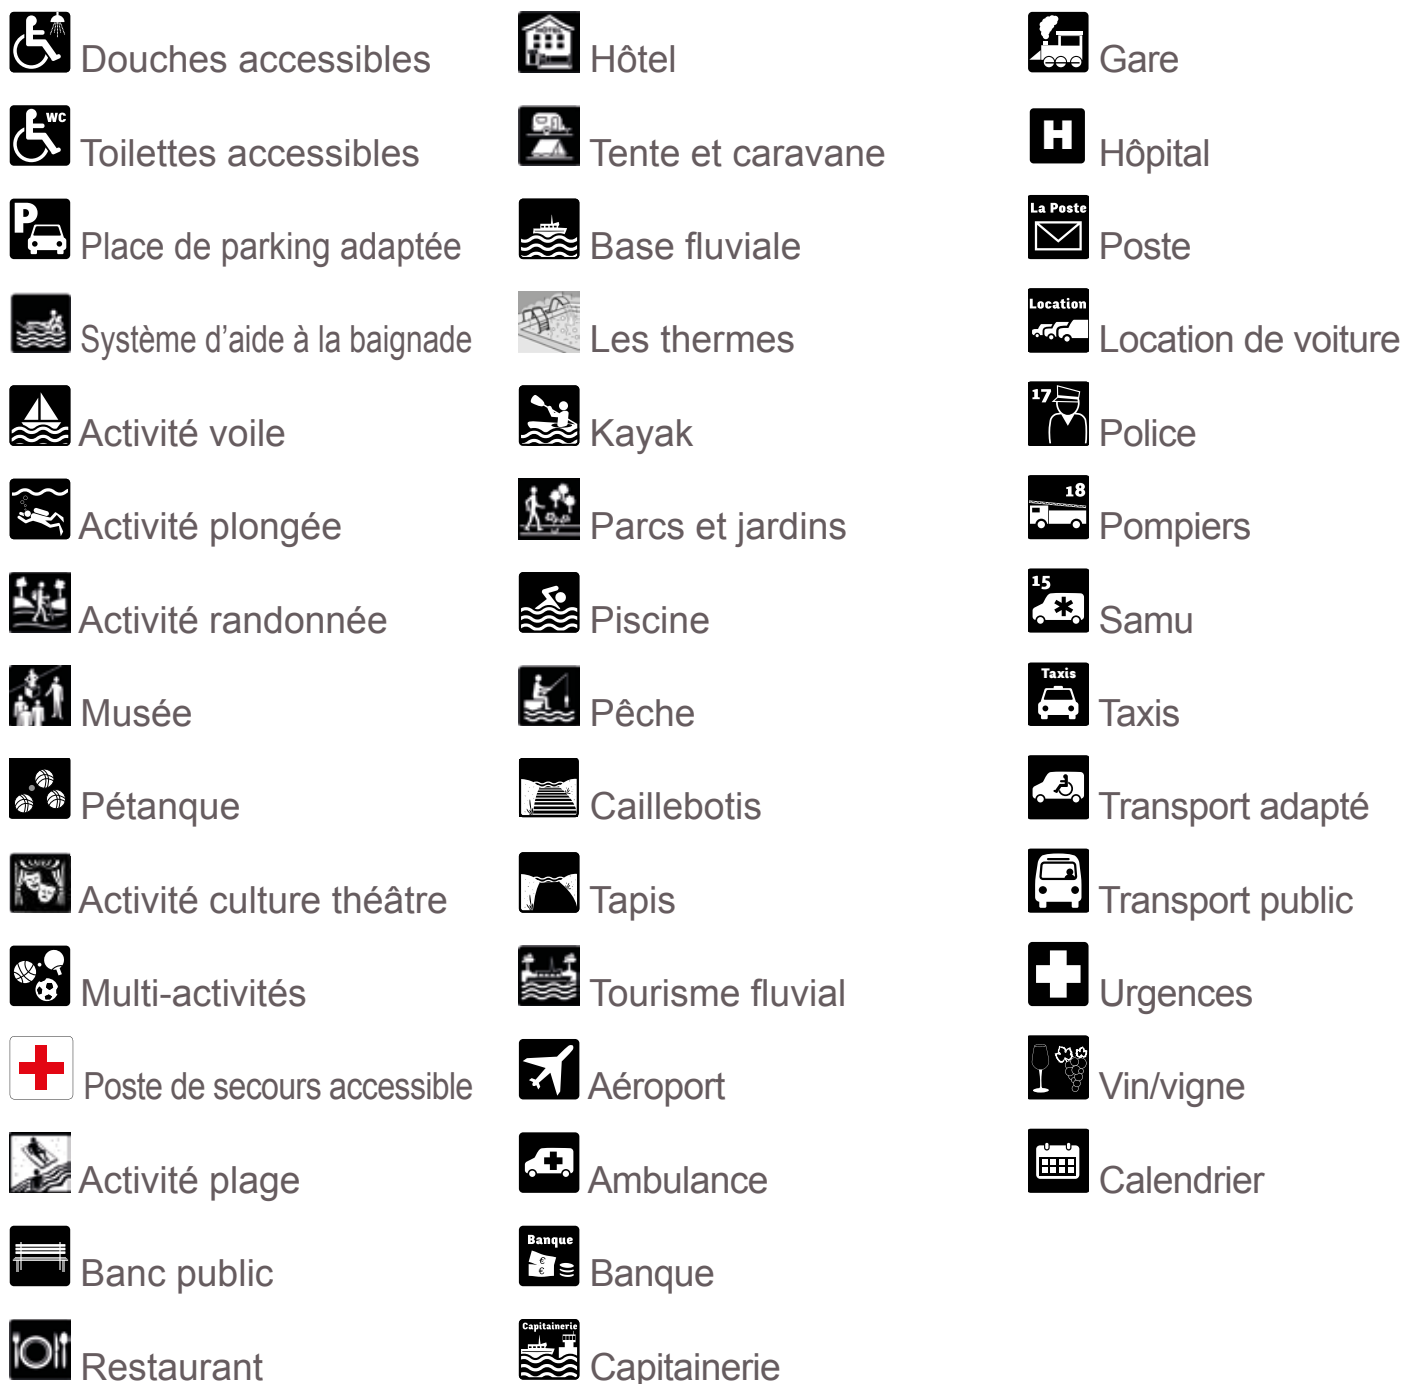 Douches accessibles
WC
Toilettes accessibles
P
Place de parking adaptée
Système d’aide à la baignade
Activité voile
Activité plongée
Activité randonnée
Musée
Pétanque
Activité culture théâtre
Multi-activités
Poste de secours accessible
Activité plage
Banc public
Restaurant
HÔTEL
Hôtel
Tente et caravane
Base fluviale
Les thermes
Kayak
Parcs et jardins
Piscine
Pêche
Caillebotis
Tapis
Tourisme fluvial
Aéroport
Ambulance
Banque
€
€
Banque
Capitainerie
Capitainerie
Gare
H
Hôpital
La Poste
Poste
Location
Location de voiture
17
Police
18
Pompiers
15
Samu
Taxis
Taxis
Transport adapté
Transport public
Urgences
Vin/vigne
Calendrier